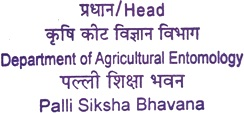 प्रधान/Head
कृषि कीट विज्ञान विभाग
Department of Agricultural Entomology
पल्ली शिक्षा भवन
Palli Siksha Bhavana